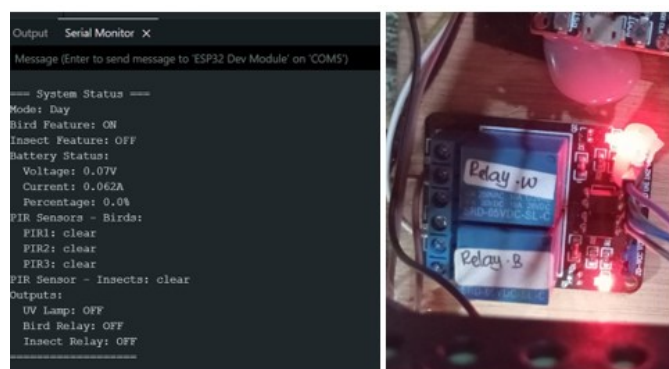 Output Serial Monitor X
Message (Enter to send message to 'ESP32 Dev Module' on 'COM5')
=== System Status ===
Mode: Day
Bird Feature: ON
Insect Feature: OFF
Battery Status:
Voltage: 0.07V
Current: 0.062A
Percentage: 0.0%
PIR Sensors - Birds:
PIR1: clear
PIR2: clear
PIR3: clear
PIR Sensor - Insects: clear
Outputs:
UV Lamp: OFF
Bird Relay: OFF
Insect Relay: OFF
===================
Relay.W
SRD-05VDC-SL-C
Relay.B